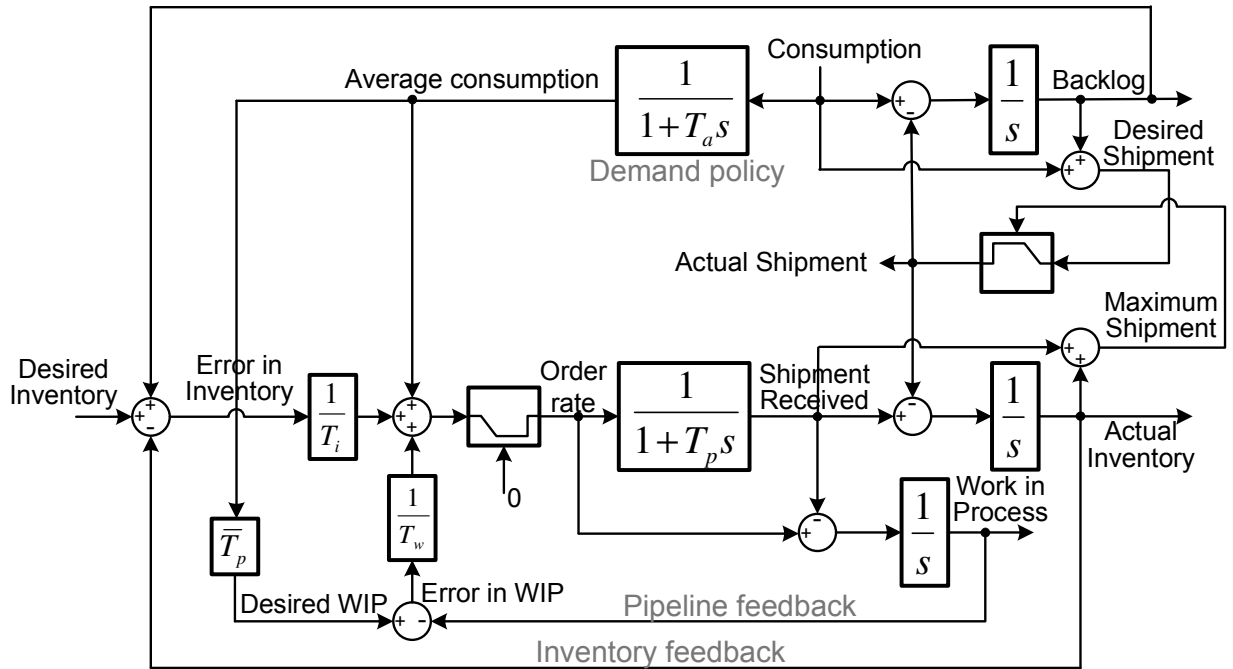 Consumption
Average consumption
1
1+T_a s
Demand policy
+
-
1
s
Backlog
Desired
Shipment
+
+
Actual Shipment
Maximum
Shipment
+
+
Desired
Inventory
+
+
-
Error in
Inventory
1
T_i
+
+
+
0
Order
rate
1
1+T_p s
Shipment
Received
+
-
1
s
Actual
Inventory
T̅_p
1
T_w
+
-
1
s
Work in
Process
Desired WIP
+
-
Error in WIP
Pipeline feedback
Inventory feedback